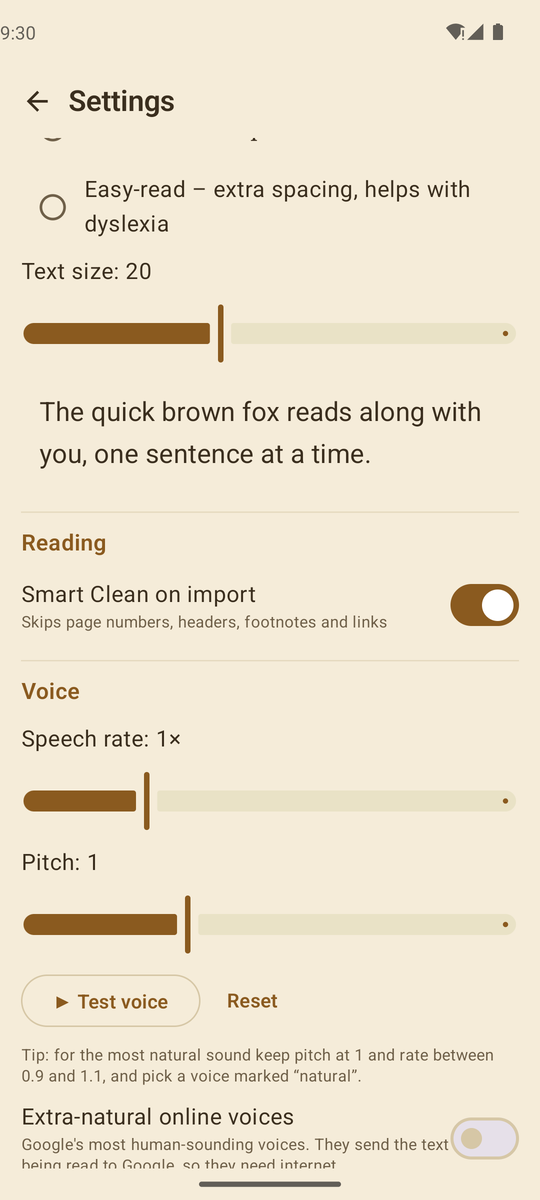 9:30
Settings
Easy-read – extra spacing, helps with
dyslexia
Text size: 20
The quick brown fox reads along with
you, one sentence at a time.
Reading
Smart Clean on import
Skips page numbers, headers, footnotes and links
Voice
Speech rate: 1×
Pitch: 1
▶ Test voice
Reset
Tip: for the most natural sound keep pitch at 1 and rate between
0.9 and 1.1, and pick a voice marked “natural”.
Extra-natural online voices
Google's most human-sounding voices. They send the text
being read to Google, so they need internet